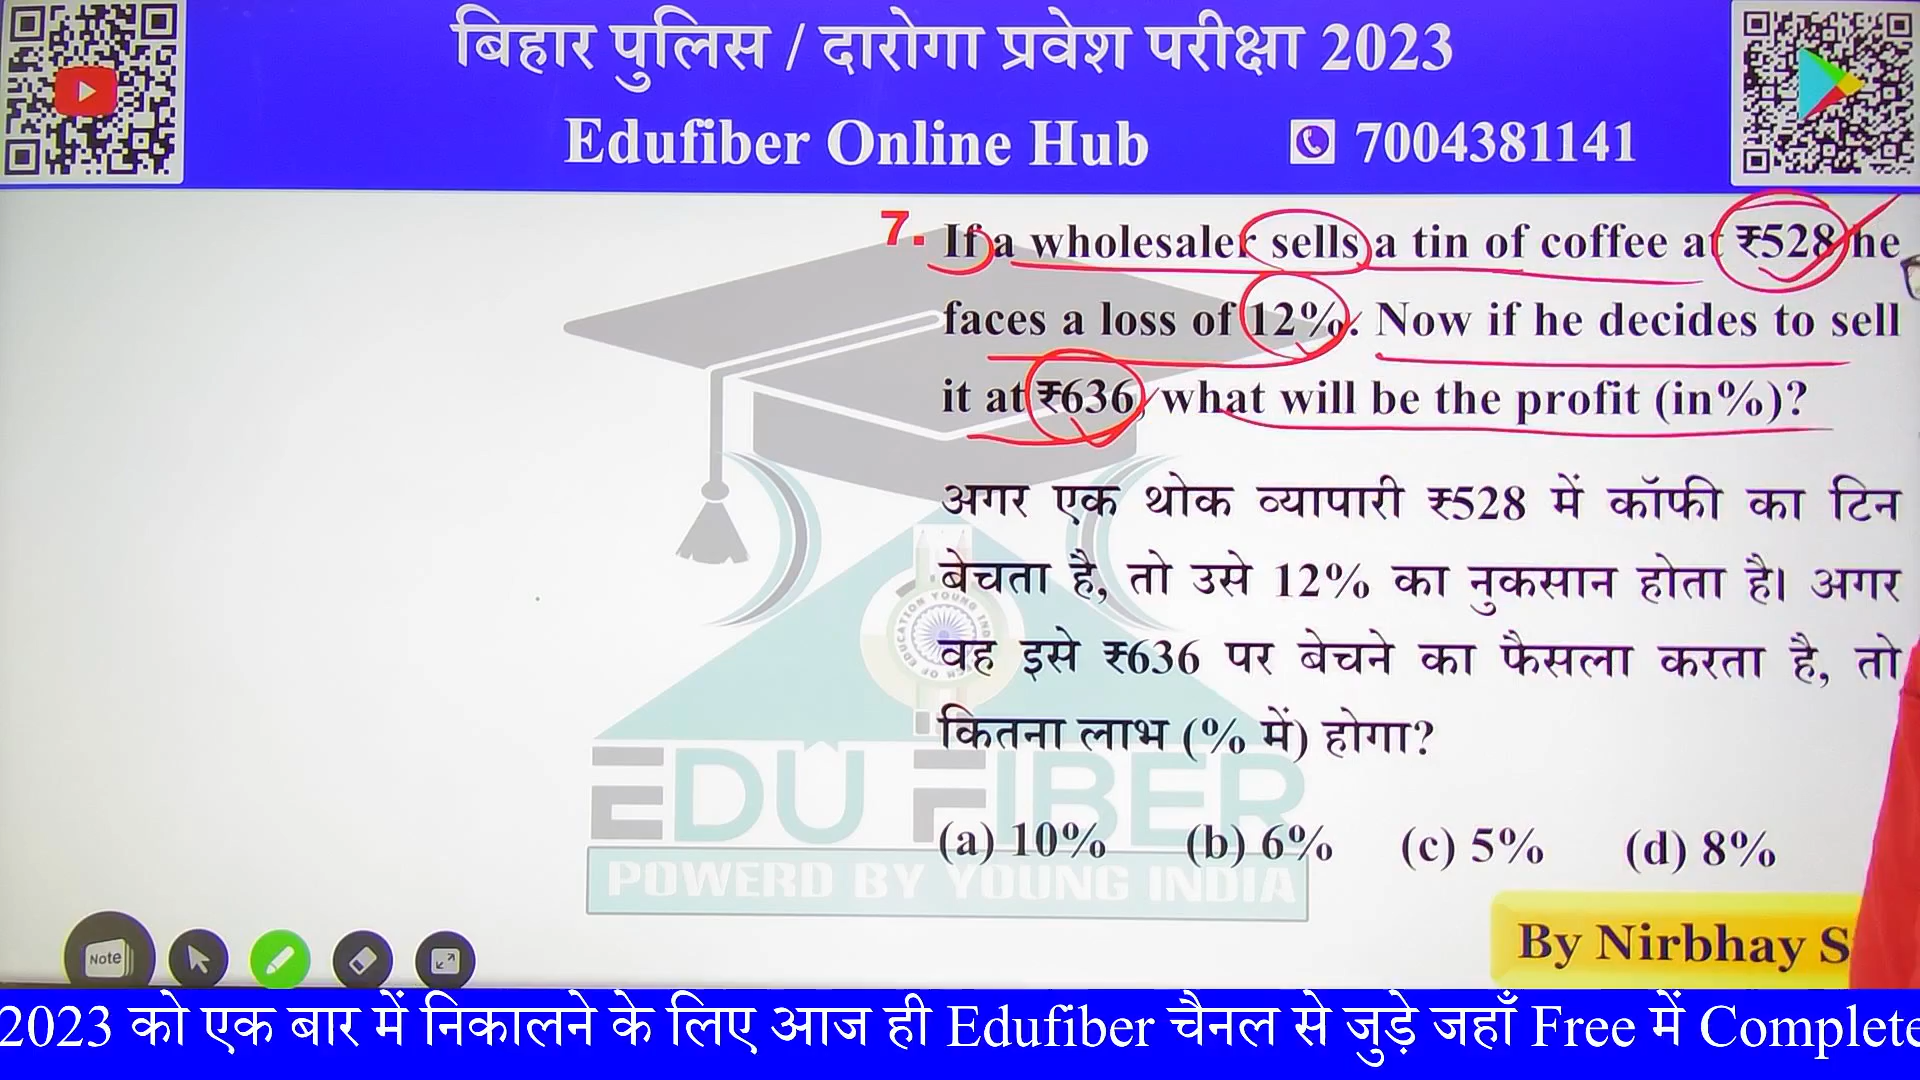 बिहार पुलिस / दारोगा प्रवेश परीक्षा 2023
Edufiber Online Hub
7004381141
7. If a wholesaler sells a tin of coffee at ₹528 he
faces a loss of 12%. Now if he decides to sell
it at ₹636, what will be the profit (in%)?
अगर एक थोक व्यापारी ₹528 में कॉफी का टिन
बेचता है, तो उसे 12% का नुकसान होता है। अगर
वह इसे ₹636 पर बेचने का फैसला करता है, तो
कितना लाभ (% में) होगा?
(a) 10% (b) 6% (c) 5% (d) 8%
EDU FIBER
POWERD BY YOUNG INDIA
By Nirbhay S
Note
2023 को एक बार में निकालने के लिए आज ही Edufiber चैनल से जुड़े जहाँ Free में Complete